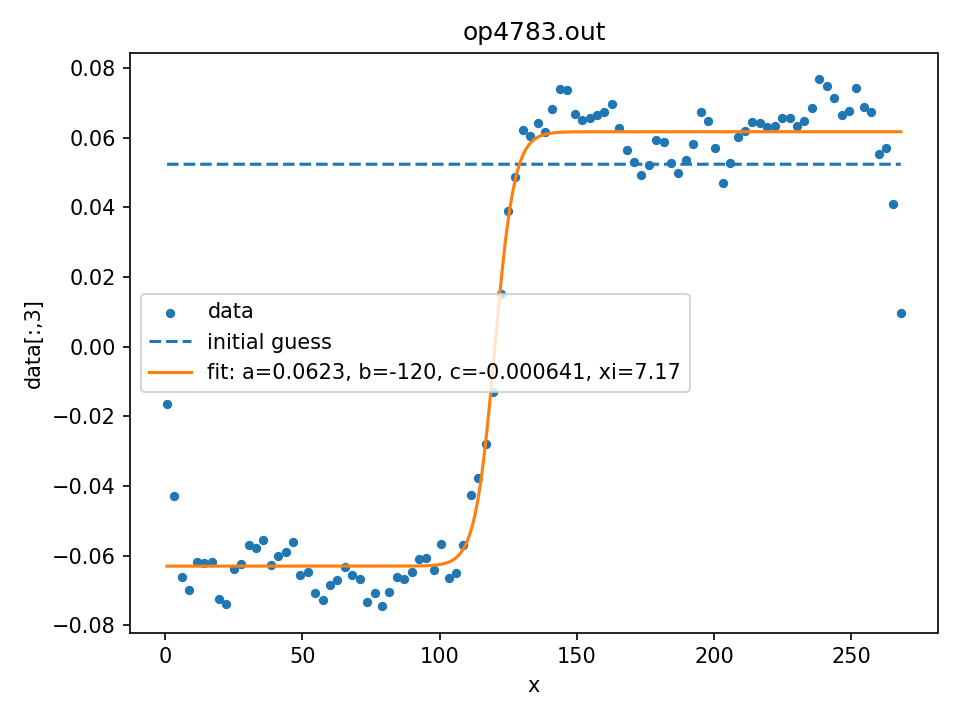 op4783.out
0.08
0.06
0.04
0.02
0.00
−0.02
−0.04
−0.06
−0.08
data[:,3]
data
initial guess
fit: a=0.0623, b=-120, c=-0.000641, xi=7.17
0 50 100 150 200 250
x